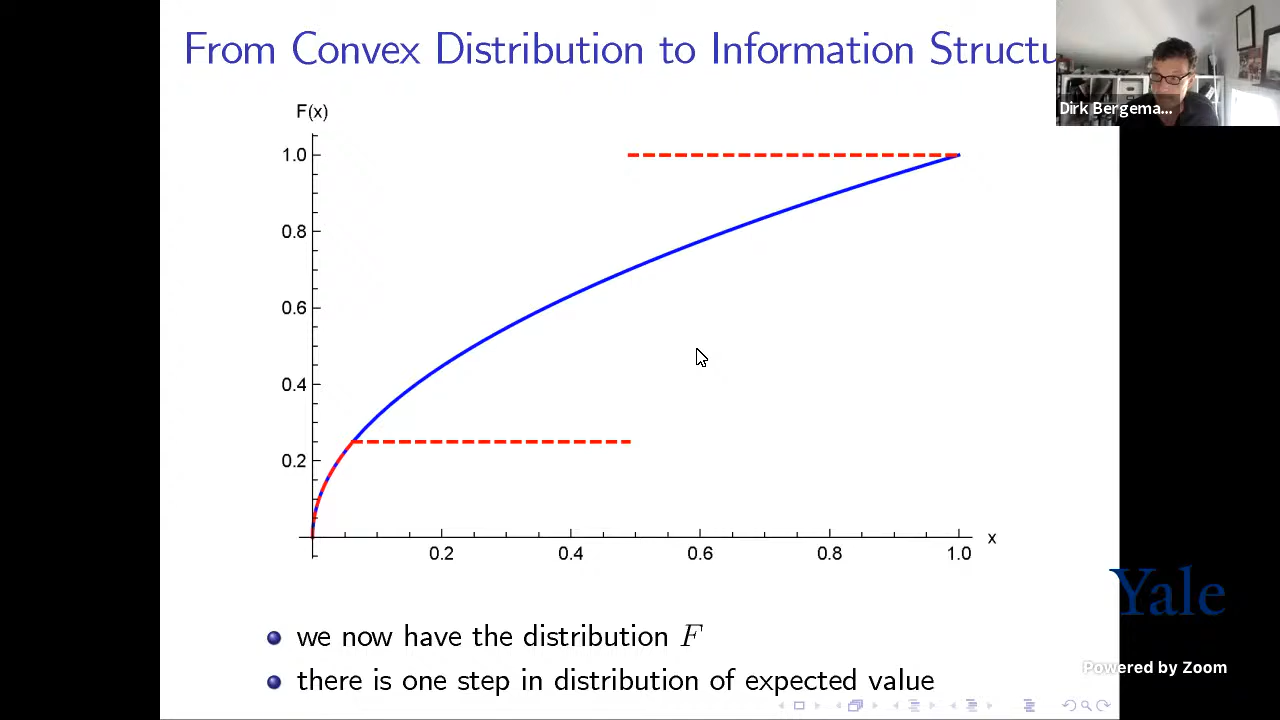 From Convex Distribution to Information Structu
Dirk Bergema...
F(x)
1.0
0.8
0.6
0.4
0.2
0.2 0.4 0.6 0.8 1.0 x
we now have the distribution F
there is one step in distribution of expected value
Yale
Powered by Zoom